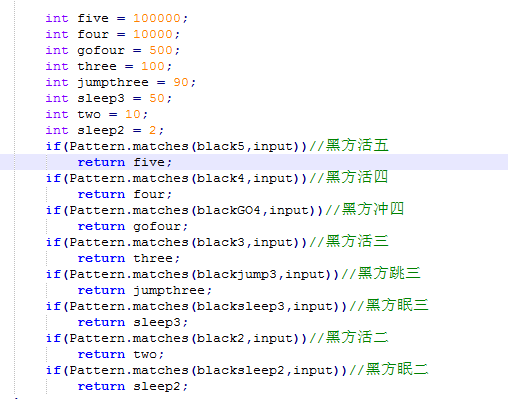 int five = 100000;
int four = 10000;
int gofour = 500;
int three = 100;
int jumpthree = 90;
int sleep3 = 50;
int two = 10;
int sleep2 = 2;
if(Pattern.matches(black5,input))//黑方活五
return five;
if(Pattern.matches(black4,input))//黑方活四
return four;
if(Pattern.matches(blackGO4,input))//黑方冲四
return gofour;
if(Pattern.matches(black3,input))//黑方活三
return three;
if(Pattern.matches(blackjump3,input))//黑方跳三
return jumpthree;
if(Pattern.matches(blacksleep3,input))//黑方眠三
return sleep3;
if(Pattern.matches(black2,input))//黑方活二
return two;
if(Pattern.matches(blacksleep2,input))//黑方眠二
return sleep2;